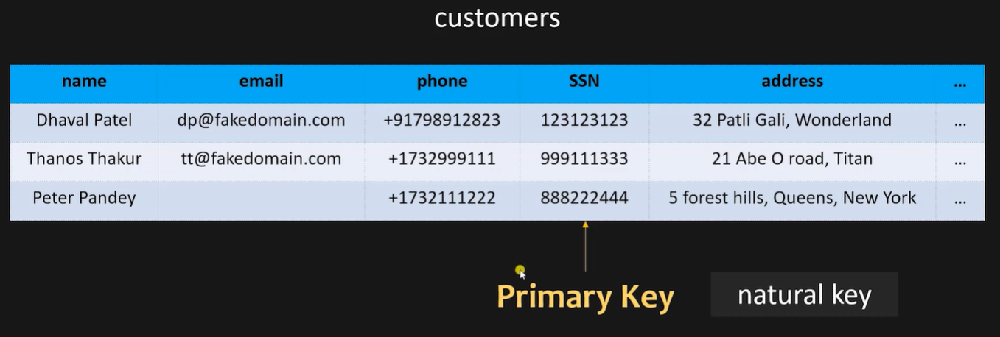 customers
name email phone SSN address ...
Dhaval Patel dp@fakedomain.com +91798912823 123123123 32 Patli Gali, Wonderland ...
Thanos Thakur tt@fakedomain.com +1732999111 999111333 21 Abe O road, Titan ...
Peter Pandey +1732111222 888222444 5 forest hills, Queens, New York ...
Primary Key natural key